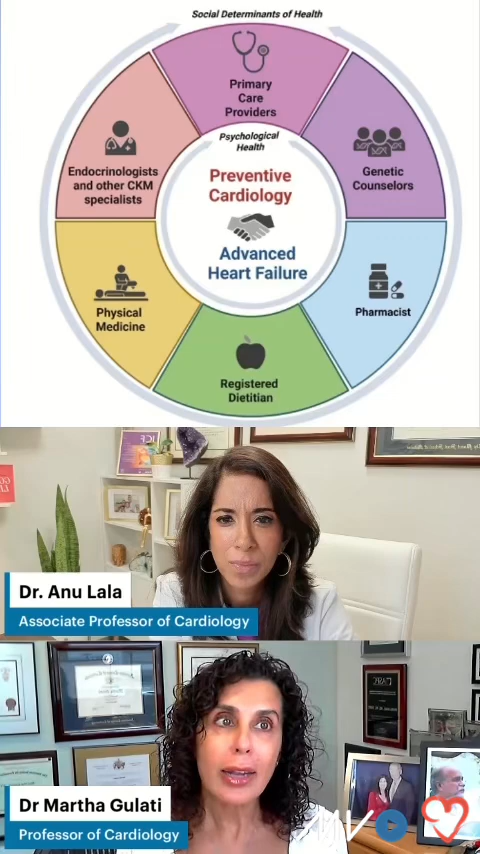 Social Determinants of Health
Primary
Care
Providers
Psychological
Health
Endocrinologists
and other CKM
specialists
Genetic
Counselors
Preventive
Cardiology
Advanced
Heart Failure
Physical
Medicine
Pharmacist
Registered
Dietitian
Dr. Anu Lala
Associate Professor of Cardiology
Dr Martha Gulati
Professor of Cardiology